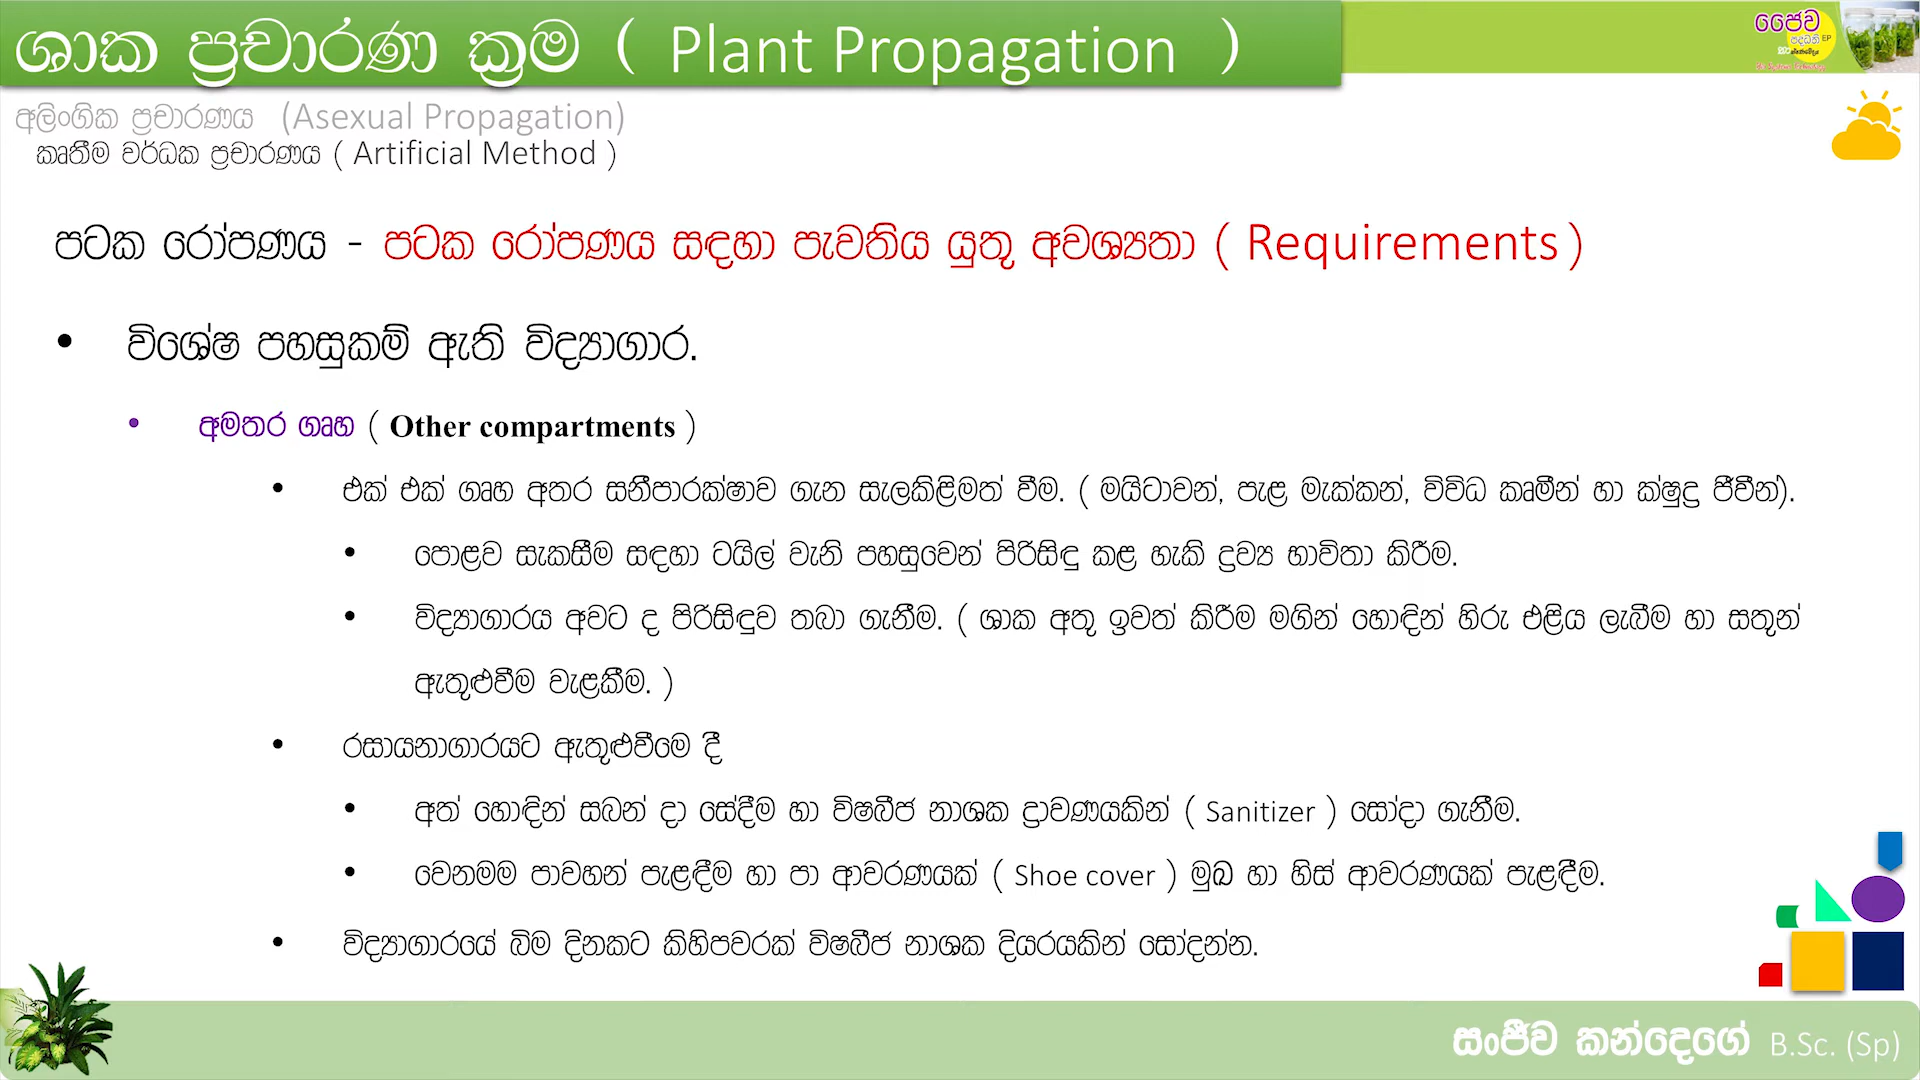 ශාක ප්‍රචාරණ ක්‍රම ( Plant Propagation )
ජෛව
පද්ධති
EP
අලිංගික ප්‍රචාරණය (Asexual Propagation)
කෘතීම වර්ධක ප්‍රචාරණය ( Artificial Method )
පටක රෝපණය - පටක රෝපණය සඳහා පැවතිය යුතු අවශ්‍යතා ( Requirements )
• විශේෂ පහසුකම් ඇති විද්‍යාගාර.
• අමතර ගෘහ ( Other compartments )
• එක් එක් ගෘහ අතර සනීපාරක්ෂාව ගැන සැලකිළිමත් වීම. ( මයිටාවන්, පැළ මැක්කන්, විවිධ කෘමීන් හා ක්ෂුද්‍ර ජීවීන්).
• පොළව සැකසීම සඳහා ටයිල් වැනි පහසුවෙන් පිරිසිඳු කළ හැකි ද්‍රව්‍ය භාවිතා කිරීම.
• විද්‍යාගාරය අවට ද පිරිසිඳුව තබා ගැනීම. ( ශාක අතු ඉවත් කිරීම මගින් හොඳින් හිරු එළිය ලැබීම හා සතුන්
ඇතුළුවීම වැළකීම. )
• රසායනාගාරයට ඇතුළුවීමෙ දී
• අත් හොඳින් සබන් දා සේදීම හා විෂබීජ නාශක ද්‍රාවණයකින් ( Sanitizer ) සෝදා ගැනීම.
• වෙනමම පාවහන් පැළඳීම හා පා ආවරණයක් ( Shoe cover ) මුඛ හා හිස් ආවරණයක් පැළඳීම.
• විද්‍යාගාරයේ බිම දිනකට කිහිපවරක් විෂබීජ නාශක දියරයකින් සෝදන්න.
සංජීව කන්දෙගේ B.Sc. (Sp)